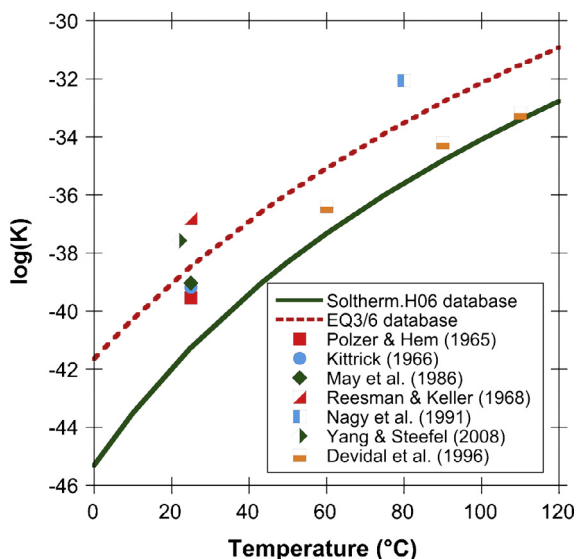 -30
-32
-34
-36
-38
-40
-42
-44
-46
log(K)
Soltherm.H06 database
EQ3/6 database
Polzer & Hem (1965)
Kittrick (1966)
May et al. (1986)
Reesman & Keller (1968)
Nagy et al. (1991)
Yang & Steefel (2008)
Devidal et al. (1996)
0 20 40 60 80 100 120
Temperature (°C)